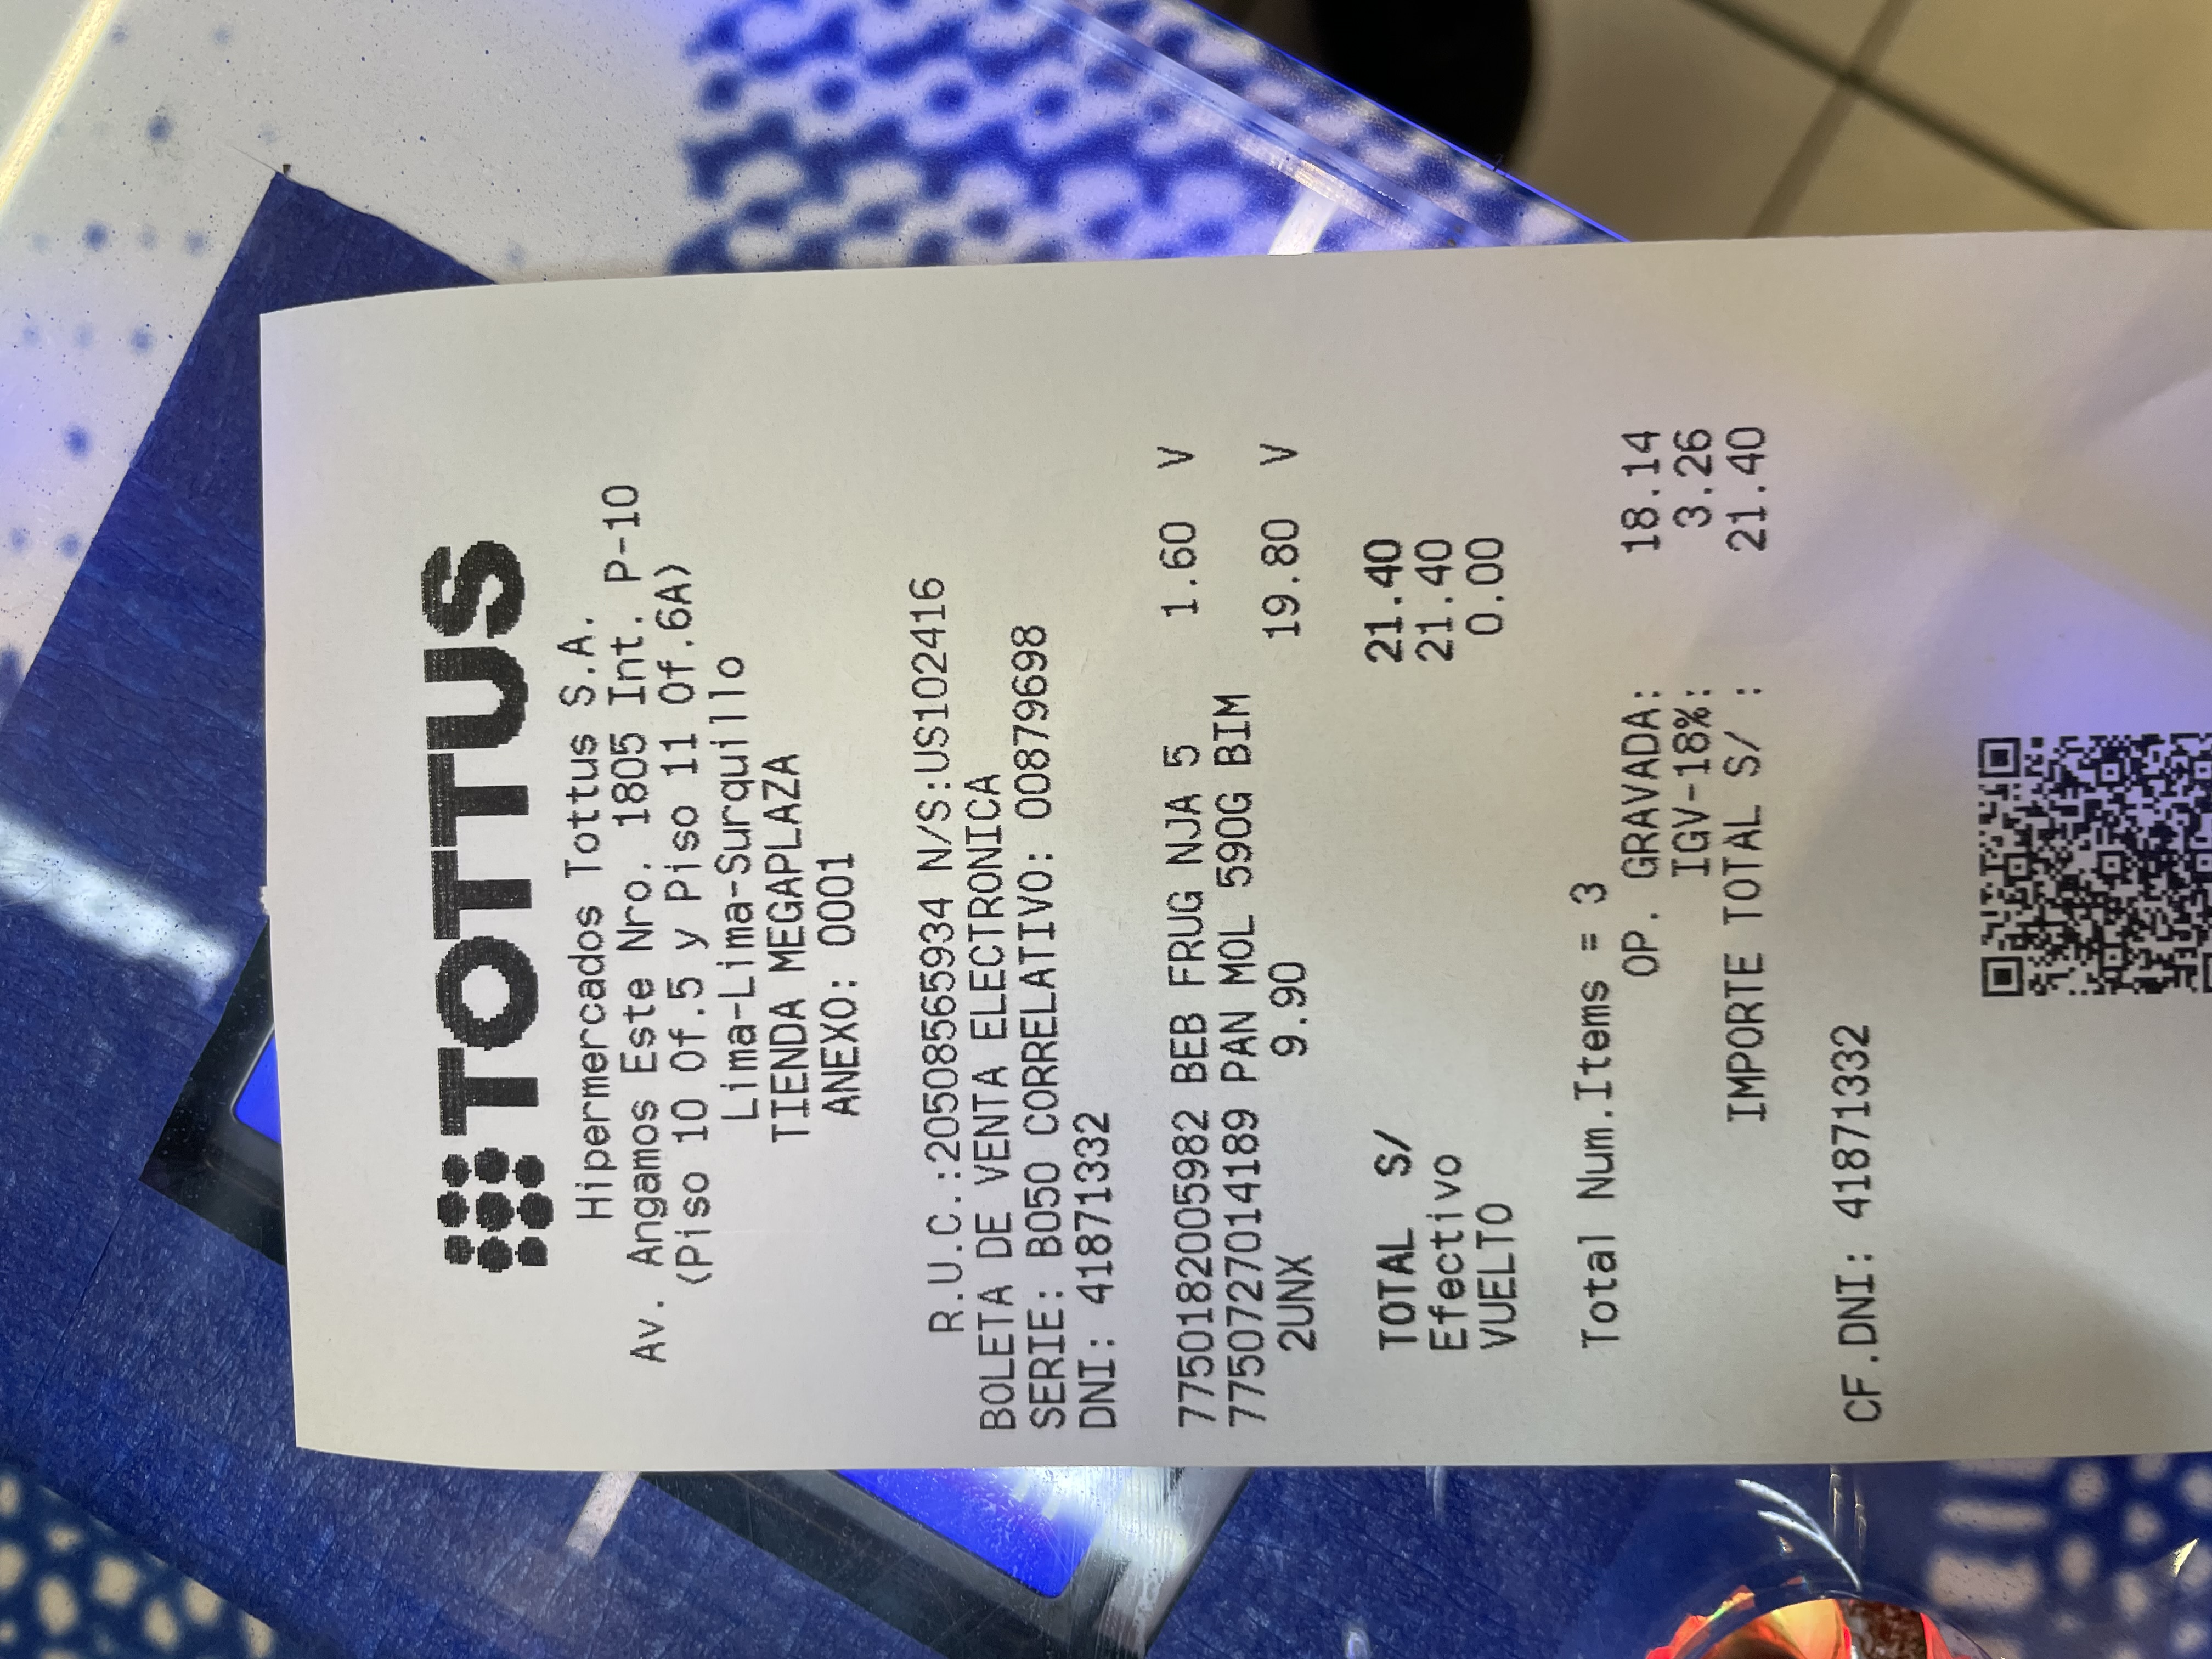 TOTTUS
Hipermercados Tottus S.A.
Av. Angamos Este Nro. 1805 Int. P-10
(Piso 10 Of.5 y Piso 11 Of.6A)
Lima-Lima-Surquillo
TIENDA MEGAPLAZA
ANEXO: 0001
R.U.C.:20508565934 N/S:US102416
BOLETA DE VENTA ELECTRONICA
SERIE: B050 CORRELATIVO: 00879698
DNI: 41871332
7750182005982 BEB FRUG NJA 5 1.60 V
7750727014189 PAN MOL 590G BIM
2UNX 9.90 19.80 V
TOTAL S/ 21.40
Efectivo 21.40
VUELTO 0.00
Total Num.Items = 3
OP. GRAVADA: 18.14
IGV-18%: 3.26
IMPORTE TOTAL S/ : 21.40
CF.DNI: 41871332